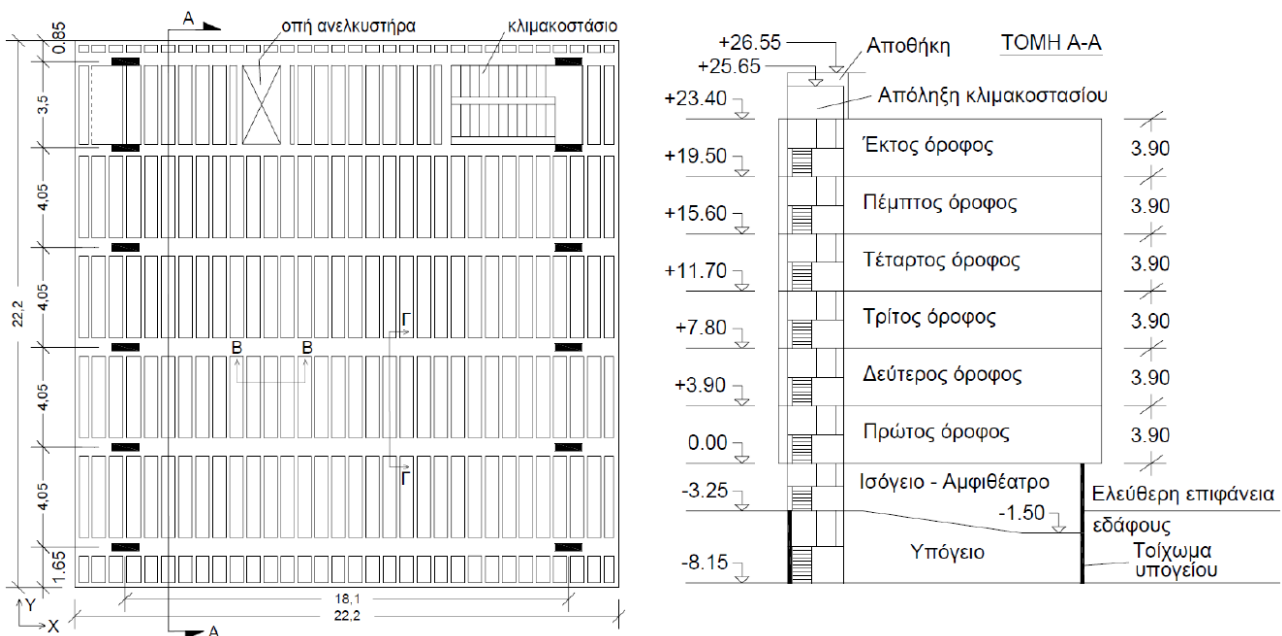 A
οπή ανελκυστήρα
κλιμακοστάσιο
0.85
3,5
4,05
4,05
4,05
4,05
1.65
22,2
B B
Γ
Γ
18,1
22.2
Y
X
A
+26.55
Αποθήκη
ΤΟΜΗ Α-Α
+25.65
+23.40
Απόληξη κλιμακοστασίου
Έκτος όροφος
3.90
+19.50
Πέμπτος όροφος
3.90
+15.60
Τέταρτος όροφος
3.90
+11.70
Τρίτος όροφος
3.90
+7.80
Δεύτερος όροφος
3.90
+3.90
Πρώτος όροφος
3.90
0.00
Ισόγειο - Αμφιθέατρο
Ελεύθερη επιφάνεια
-3.25
-1.50
εδάφους
Υπόγειο
Τοίχωμα
υπογείου
-8.15